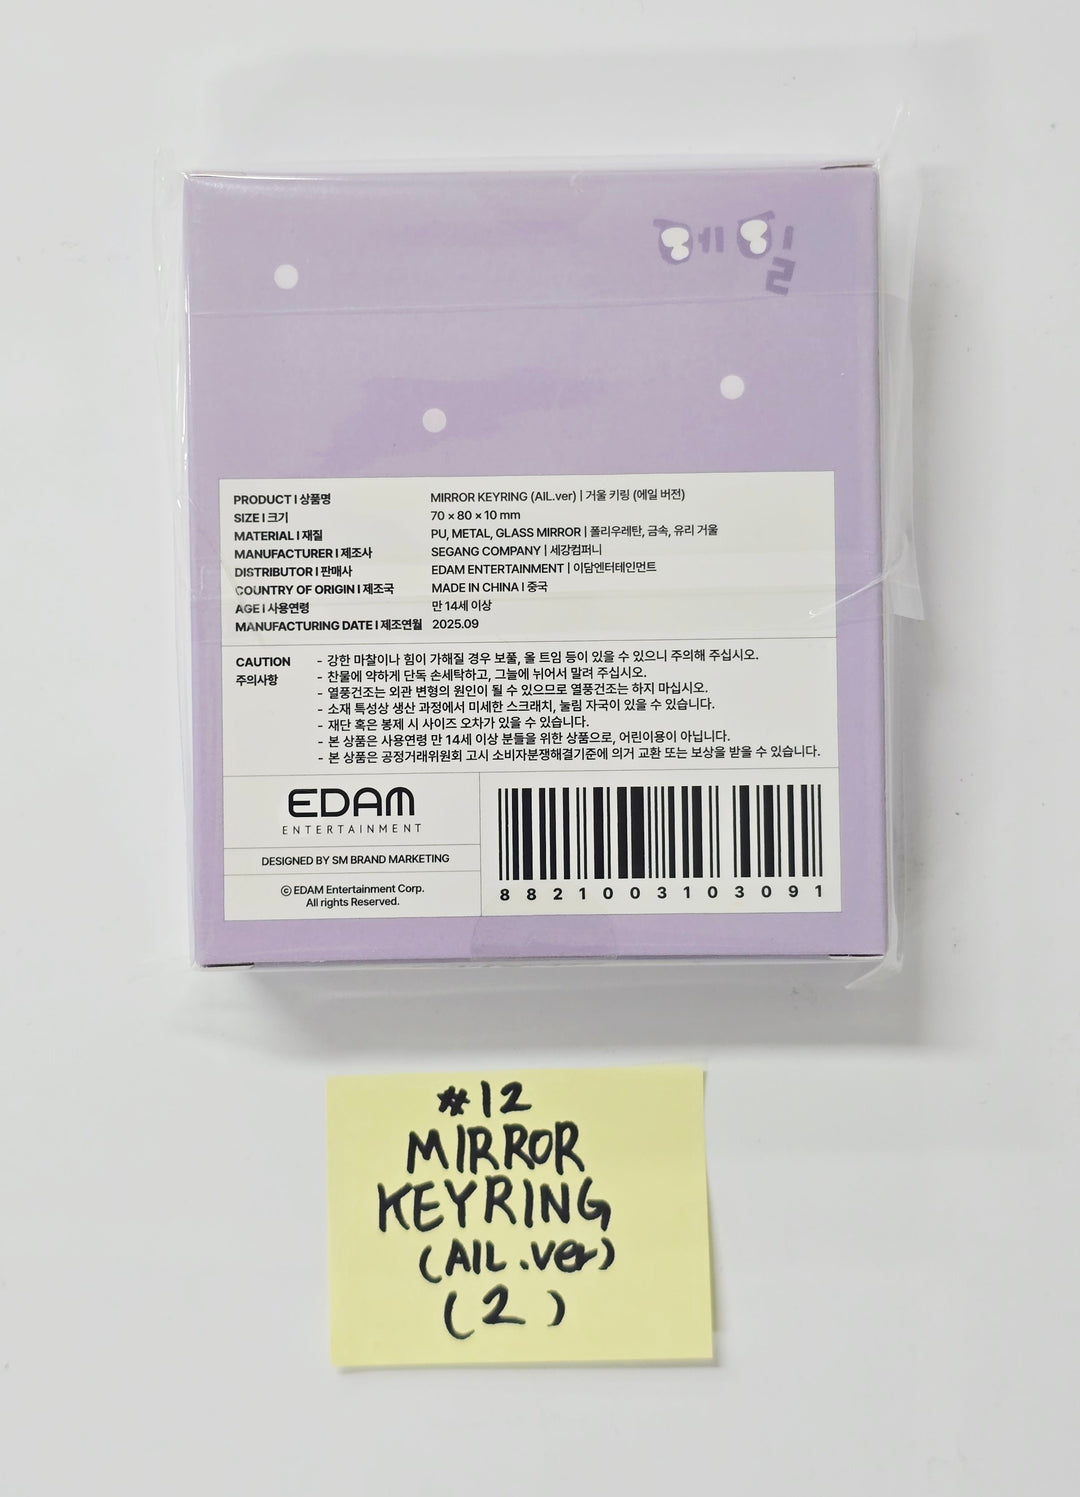 에일
PRODUCT I 상품명 MIRROR KEYRING (AIL.ver) | 거울 키링 (에일 버전)
SIZE I 크기 70 × 80 × 10 mm
MATERIAL I 재질 PU, METAL, GLASS MIRROR | 폴리우레탄, 금속, 유리 거울
MANUFACTURER I 제조사 SEGANG COMPANY | 세강컴퍼니
DISTRIBUTOR I 판매사 EDAM ENTERTAINMENT | 이담엔터테인먼트
COUNTRY OF ORIGIN I 제조국 MADE IN CHINA I 중국
AGE I 사용연령 만 14세 이상
MANUFACTURING DATE I 제조연월 2025.09
CAUTION
주의사항
- 강한 마찰이나 힘이 가해질 경우 보풀, 올 트임 등이 있을 수 있으니 주의해 주십시오.
- 찬물에 약하게 단독 손세탁하고, 그늘에 뉘어서 말려 주십시오.
- 열풍건조는 외관 변형의 원인이 될 수 있으므로 열풍건조는 하지 마십시오.
- 소재 특성상 생산 과정에서 미세한 스크래치, 눌림 자국이 있을 수 있습니다.
- 재단 혹은 봉제 시 사이즈 오차가 있을 수 있습니다.
- 본 상품은 사용연령 만 14세 이상 분들을 위한 상품으로, 어린이용이 아닙니다.
- 본 상품은 공정거래위원회 고시 소비자분쟁해결기준에 의거 교환 또는 보상을 받을 수 있습니다.
EDAM
ENTERTAINMENT
DESIGNED BY SM BRAND MARKETING
© EDAM Entertainment Corp.
All rights Reserved.
8821003103091
#12
MIRROR
KEYRING
(AIL.ver)
(2)